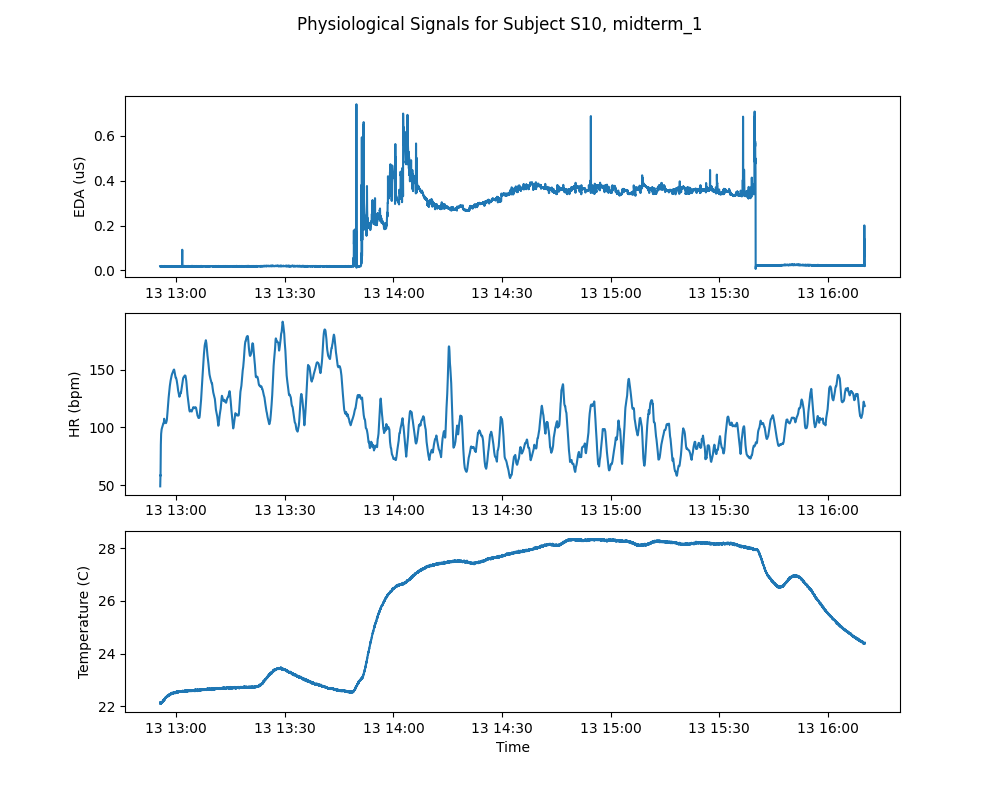 Physiological Signals for Subject S10, midterm_1
EDA (uS)
0.6
0.4
0.2
0.0
13 13:00 13 13:30 13 14:00 13 14:30 13 15:00 13 15:30 13 16:00
HR (bpm)
150
100
50
13 13:00 13 13:30 13 14:00 13 14:30 13 15:00 13 15:30 13 16:00
Temperature (C)
28
26
24
22
13 13:00 13 13:30 13 14:00 13 14:30 13 15:00 13 15:30 13 16:00
Time